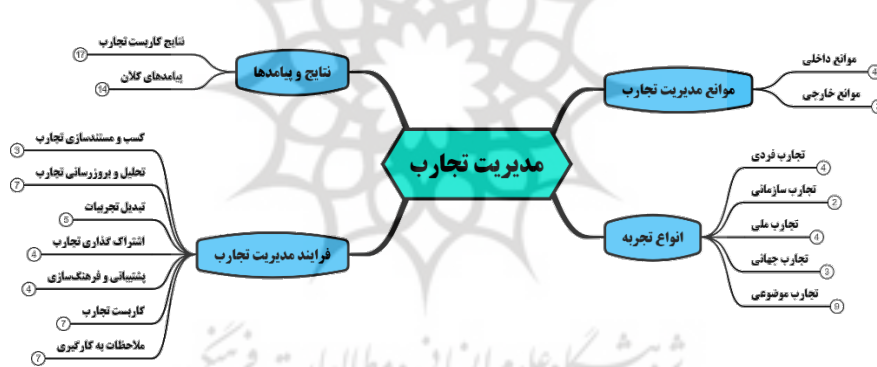 مدیریت تجارب
موانع مدیریت تجارب
موانع داخلی
4
موانع خارجی
انواع تجربه
تجارب فردی
4
تجارب سازمانی
2
تجارب ملی
4
تجارب جهانی
3
تجارب موضوعی
9
نتایج و پیامدها
نتایج کاربست تجارب
17
پیامدهای کلان
14
فرایند مدیریت تجارب
کسب و مستندسازی تجارب
3
تحلیل و بروزرسانی تجارب
7
تبدیل تجربیات
5
اشتراک گذاری تجارب
4
پشتیبانی و فرهنگ‌سازی
4
کاربست تجارب
7
ملاحظات به کارگیری
7